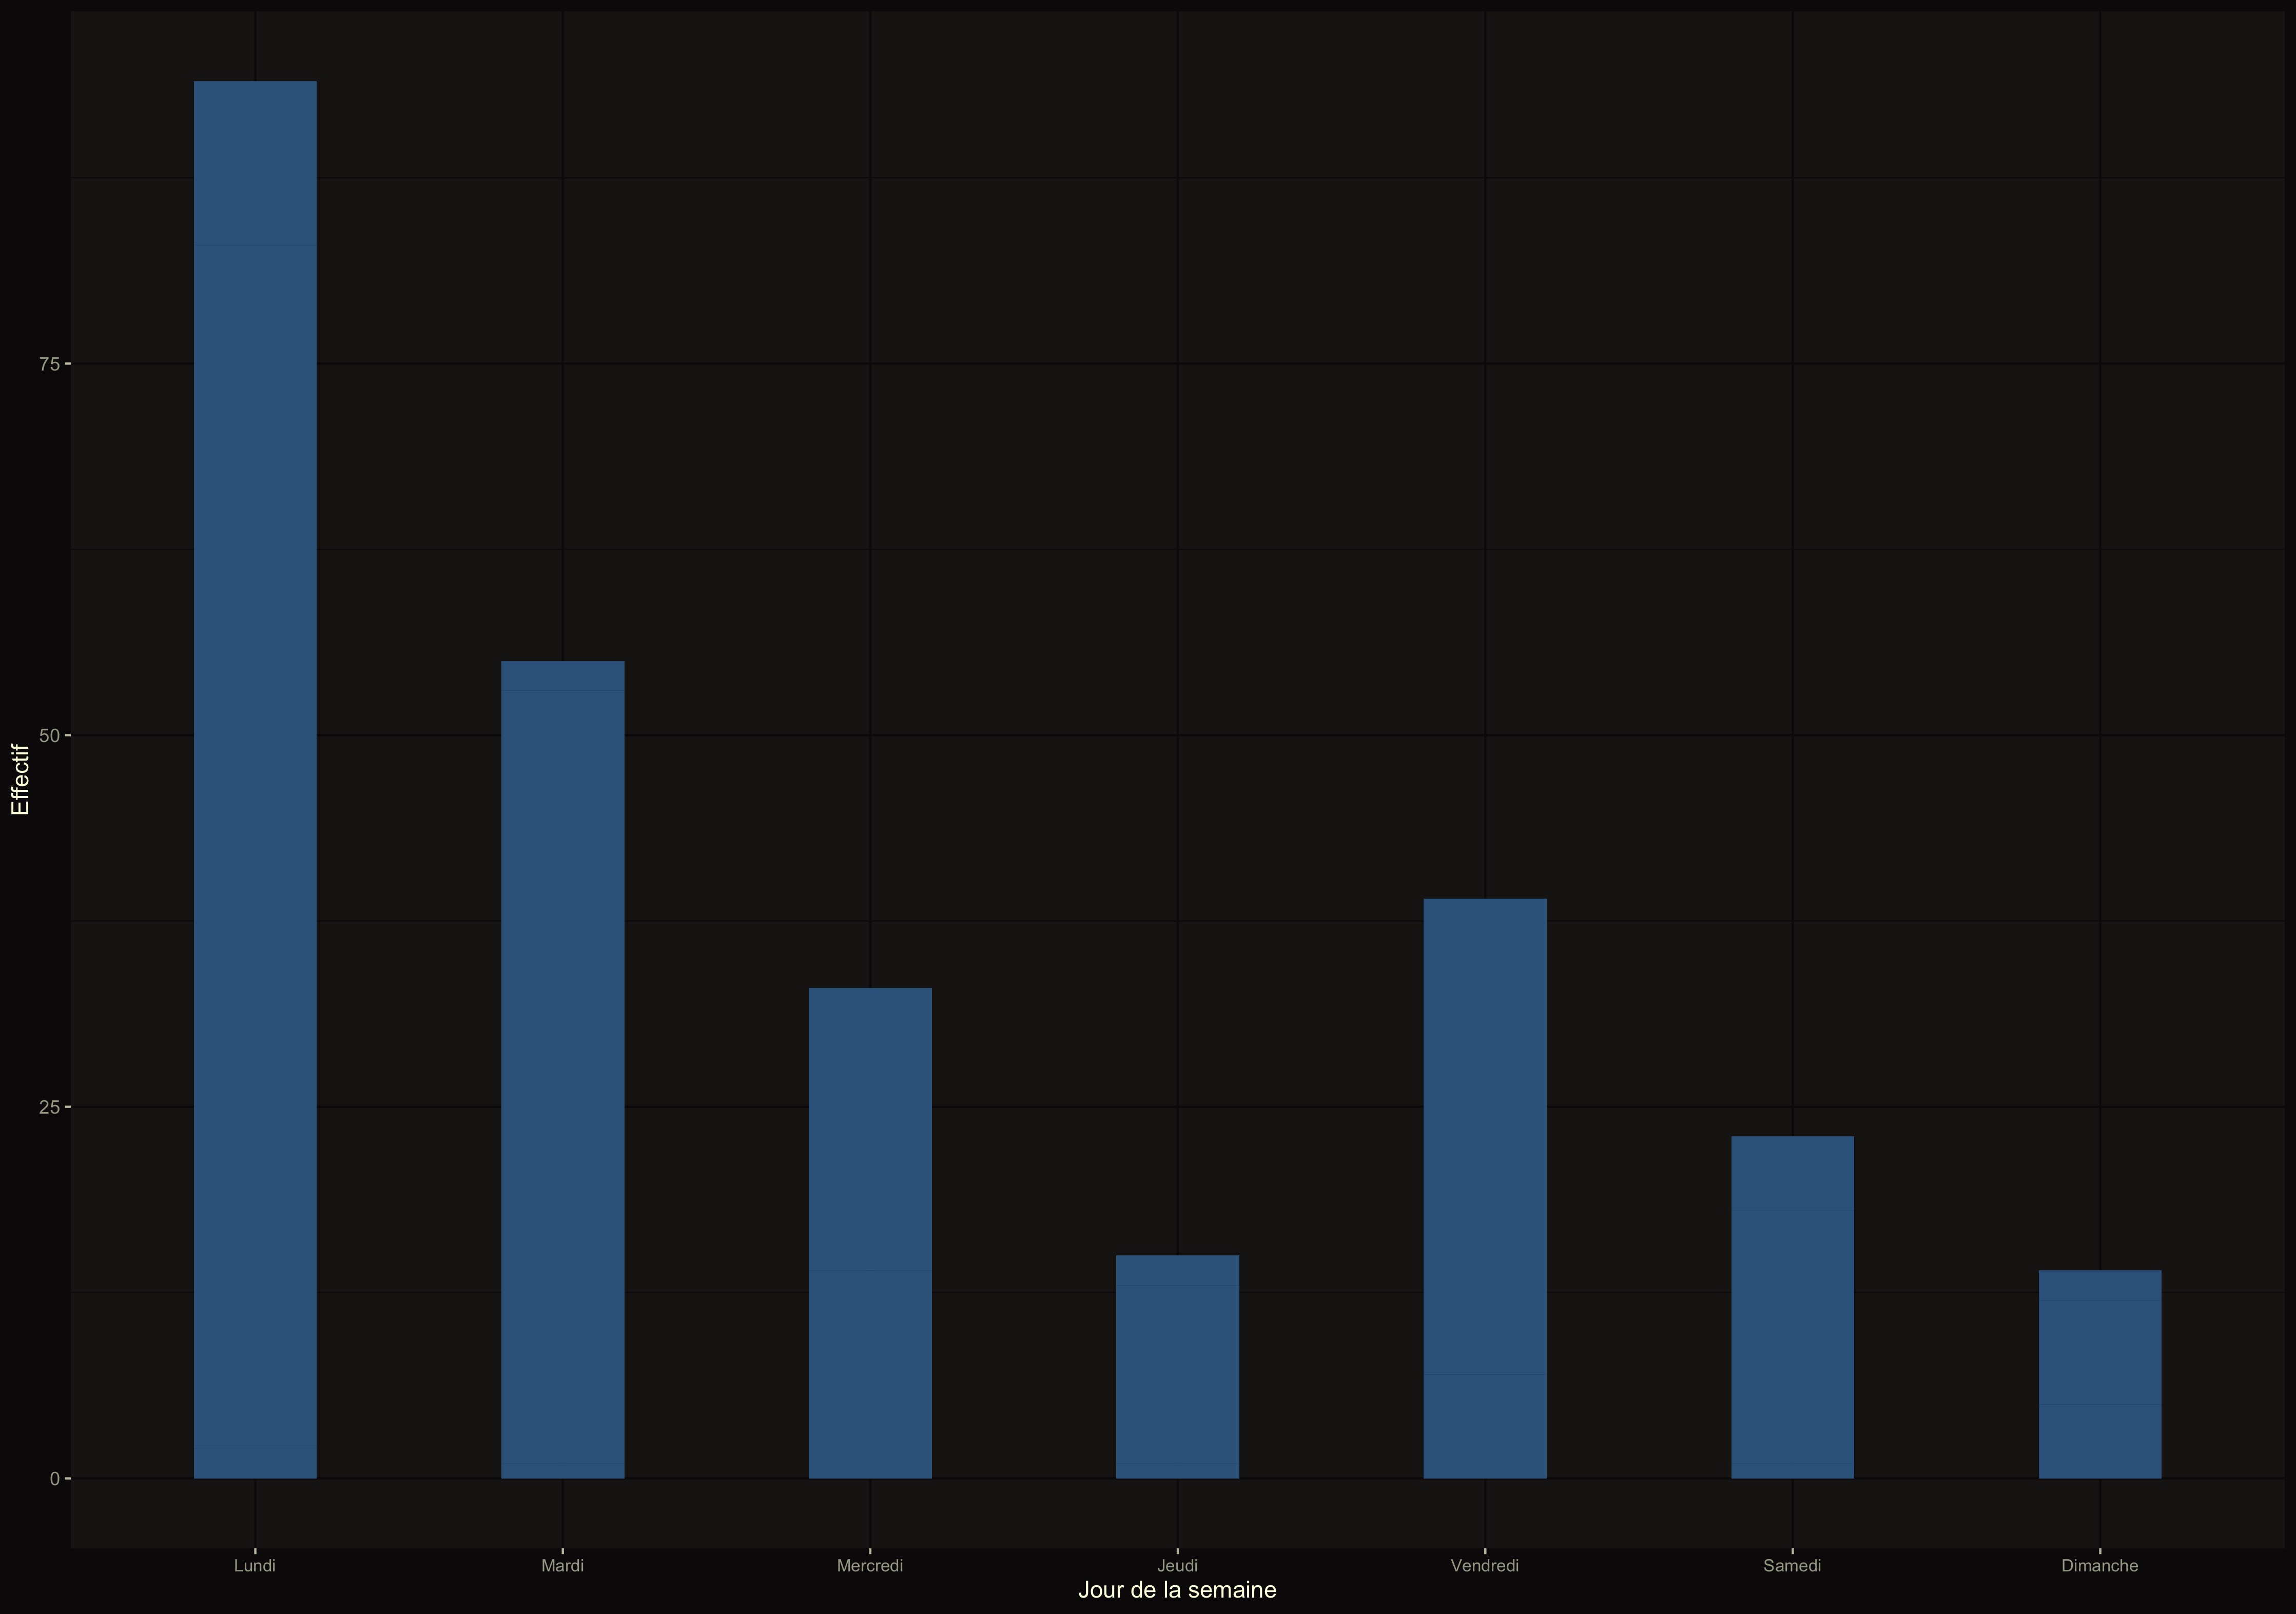 75
50
25
0
Effectif
Lundi Mardi Mercredi Jeudi Vendredi Samedi Dimanche
Jour de la semaine